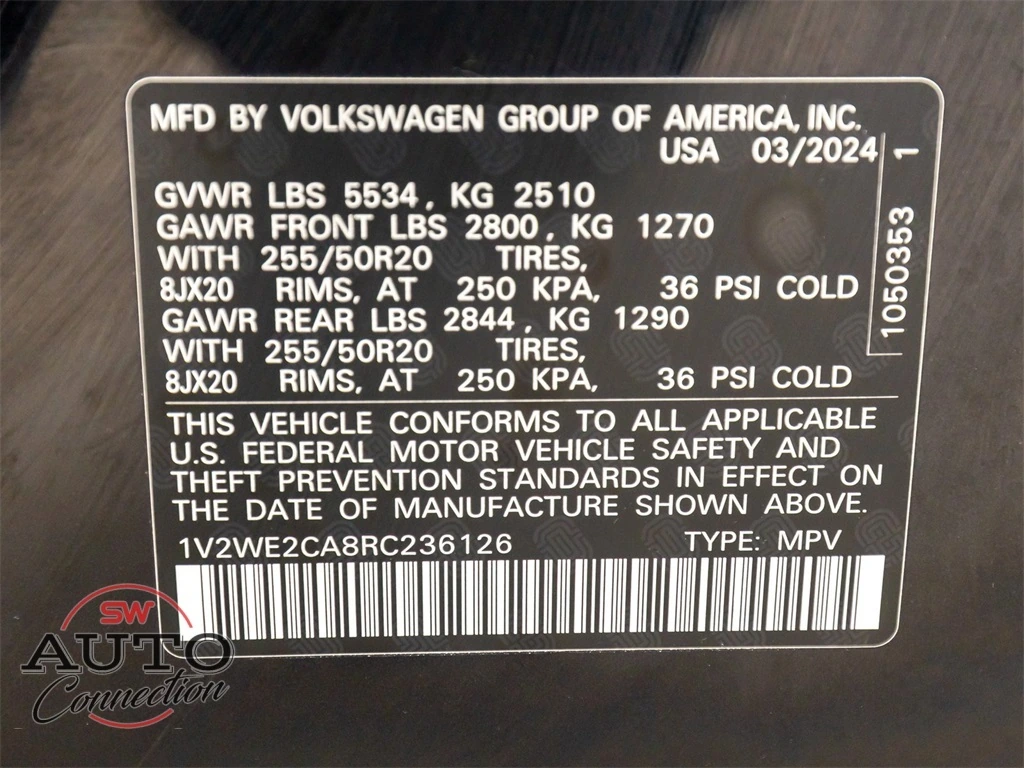 MFD BY VOLKSWAGEN GROUP OF AMERICA, INC.
USA 03/2024
GVWR LBS 5534, KG 2510
GAWR FRONT LBS 2800, KG 1270
WITH 255/50R20 TIRES,
8JX20 RIMS, AT 250 KPA, 36 PSI COLD
GAWR REAR LBS 2844, KG 1290
WITH 255/50R20 TIRES,
8JX20 RIMS, AT 250 KPA, 36 PSI COLD
1050353 1
THIS VEHICLE CONFORMS TO ALL APPLICABLE
U.S. FEDERAL MOTOR VEHICLE SAFETY AND
THEFT PREVENTION STANDARDS IN EFFECT ON
THE DATE OF MANUFACTURE SHOWN ABOVE.
1V2WE2CA8RC236126 TYPE: MPV
SW
AUTO
Connection